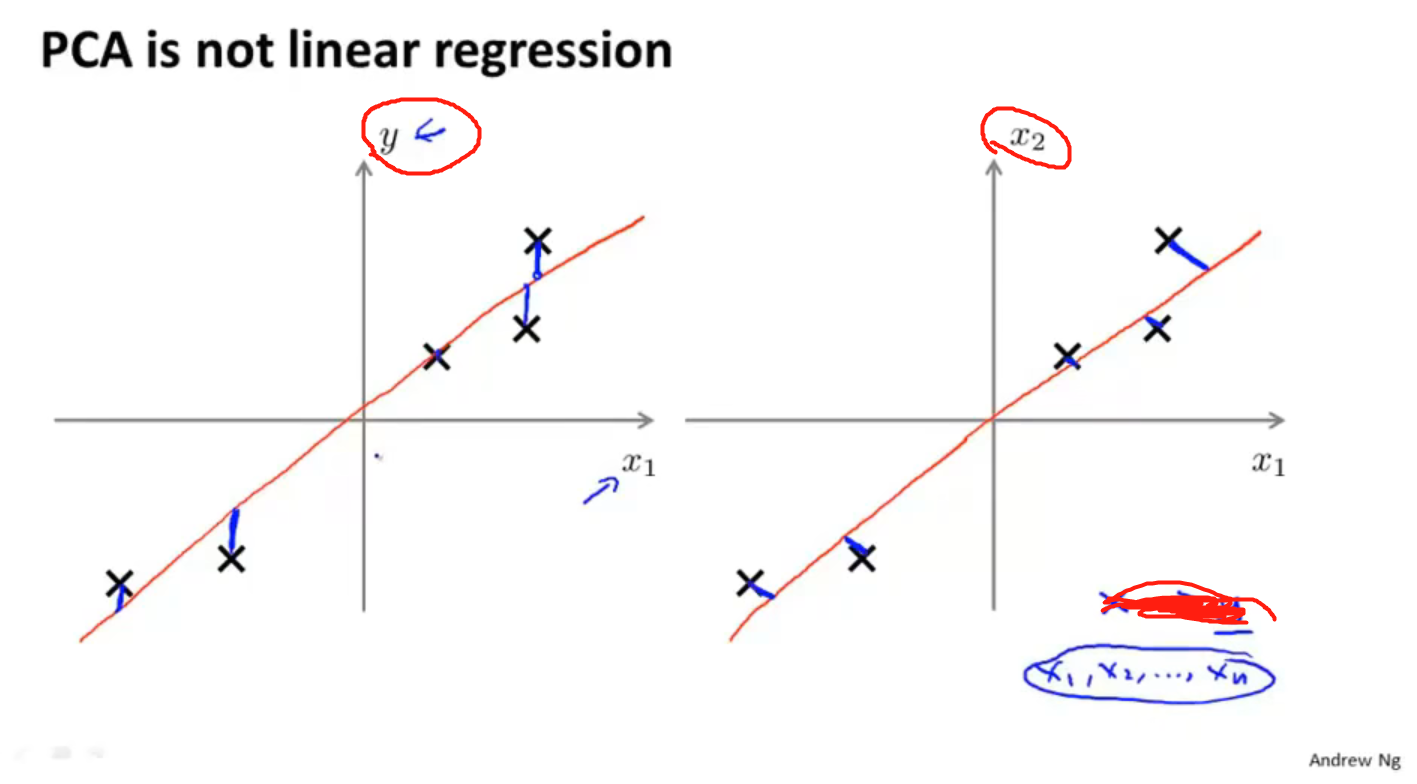 PCA is not linear regression
y
x₂
x₁
x₁
x₁, x₂, ..., xₙ
Andrew Ng